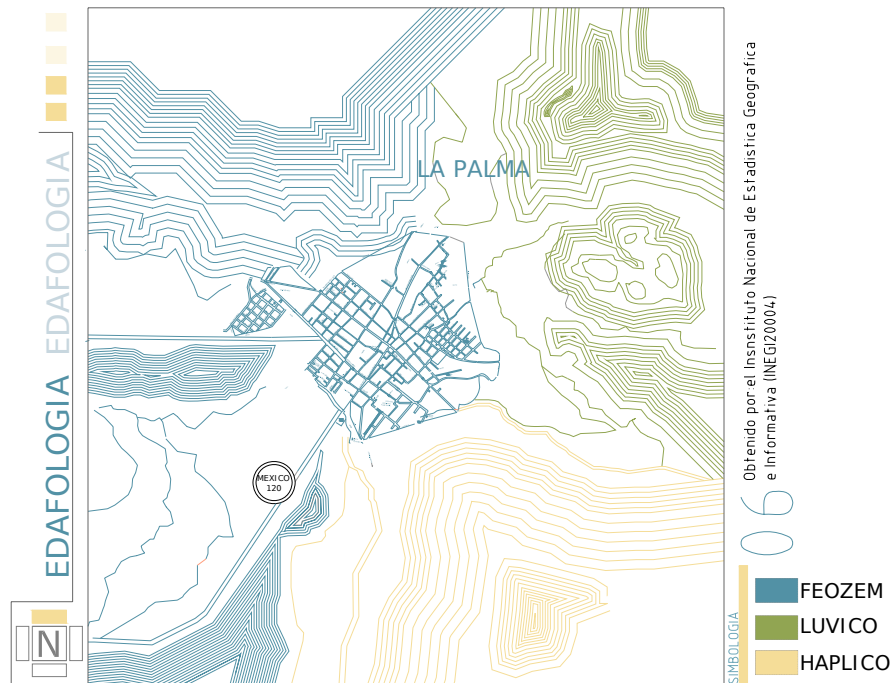 EDAFOLOGIA EDAFOLOGIA
N
LA PALMA
MEXICO
120
Obtenido por:el Insnstituto Nacional de Estadistica Geografica
e Informativa (INEGI20004)
06
SIMBOLOGIA
FEOZEM
LUVICO
HAPLICO